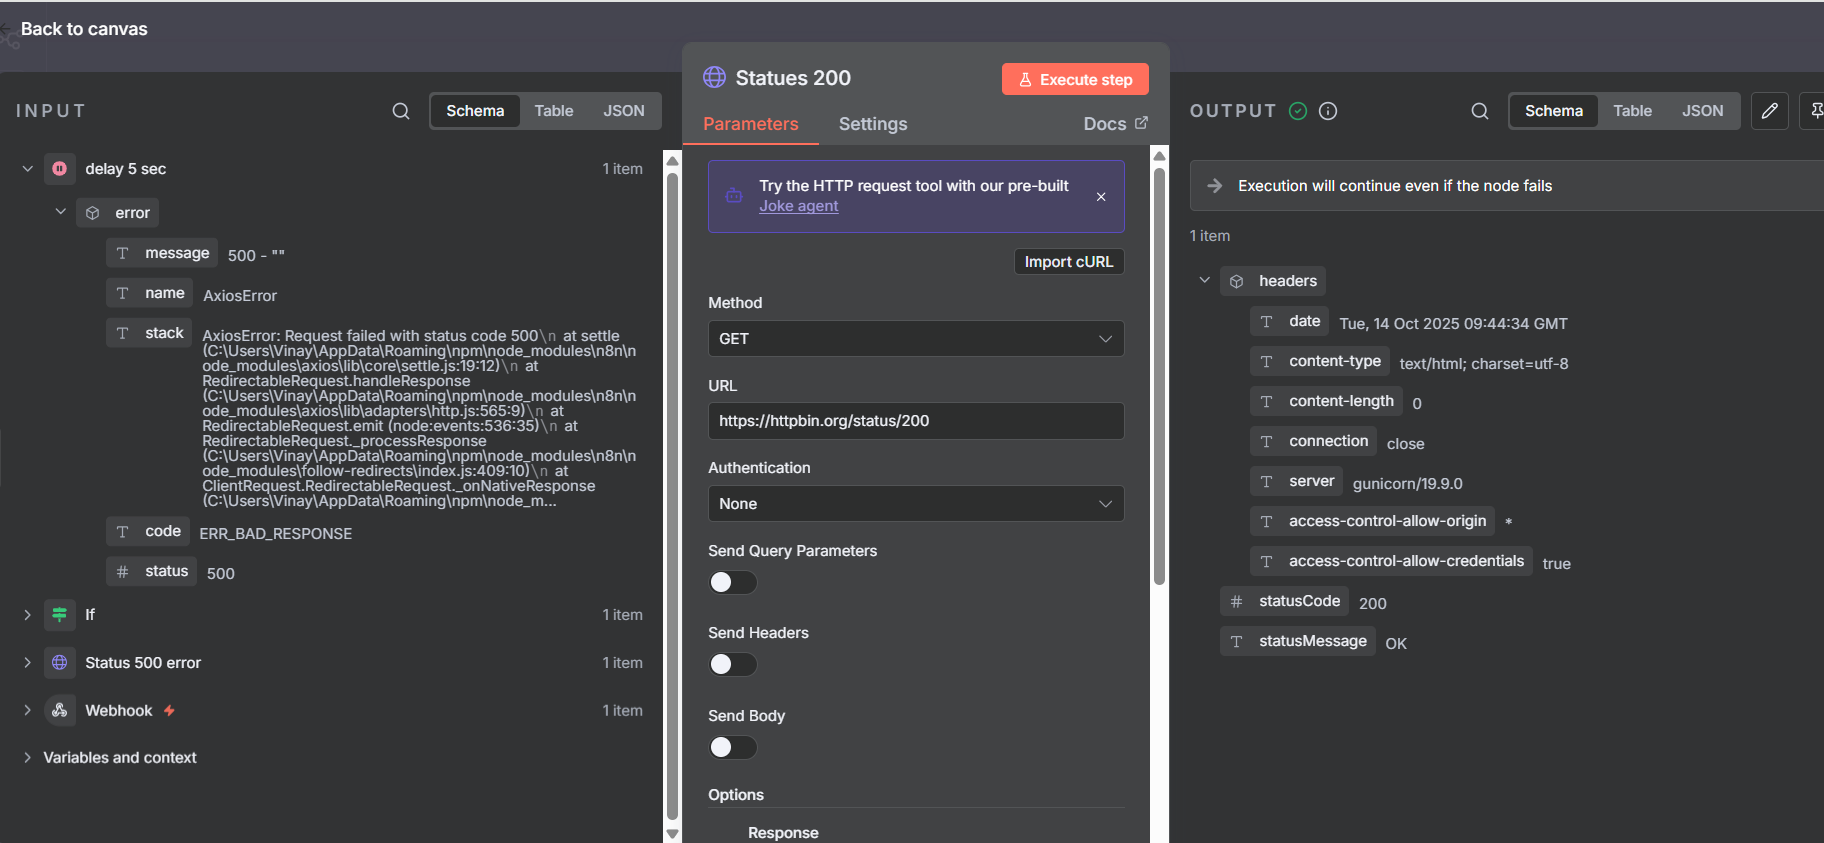 Back to canvas
INPUT
Schema
Table
JSON
delay 5 sec
1 item
error
message
500 - ""
name
AxiosError
stack
AxiosError: Request failed with status code 500\n at settle
(C:\Users\Vinay\AppData\Roaming\npm\node_modules\n8n\n
ode_modules\axios\lib\core\settle.js:19:12)\n at
RedirectableRequest.handleResponse
(C:\Users\Vinay\AppData\Roaming\npm\node_modules\n8n\n
ode_modules\axios\lib\adapters\http.js:565:9)\n at
RedirectableRequest.emit (node:events:536:35)\n at
RedirectableRequest._processResponse
(C:\Users\Vinay\AppData\Roaming\npm\node_modules\n8n\n
ode_modules\follow-redirects\index.js:409:10)\n at
ClientRequest.RedirectableRequest._onNativeResponse
(C:\Users\Vinay\AppData\Roaming\npm\node_m...
code
ERR_BAD_RESPONSE
# status
500
If
1 item
Status 500 error
1 item
Webhook
1 item
Variables and context
Statues 200
Execute step
Parameters
Settings
Docs
Try the HTTP request tool with our pre-built
Joke agent
Import cURL
Method
GET
URL
https://httpbin.org/status/200
Authentication
None
Send Query Parameters
Send Headers
Send Body
Options
Response
OUTPUT
Schema
Table
JSON
Execution will continue even if the node fails
1 item
headers
date
Tue, 14 Oct 2025 09:44:34 GMT
content-type
text/html; charset=utf-8
content-length
0
connection
close
server
gunicorn/19.9.0
access-control-allow-origin
*
access-control-allow-credentials
true
# statusCode
200
statusMessage
OK